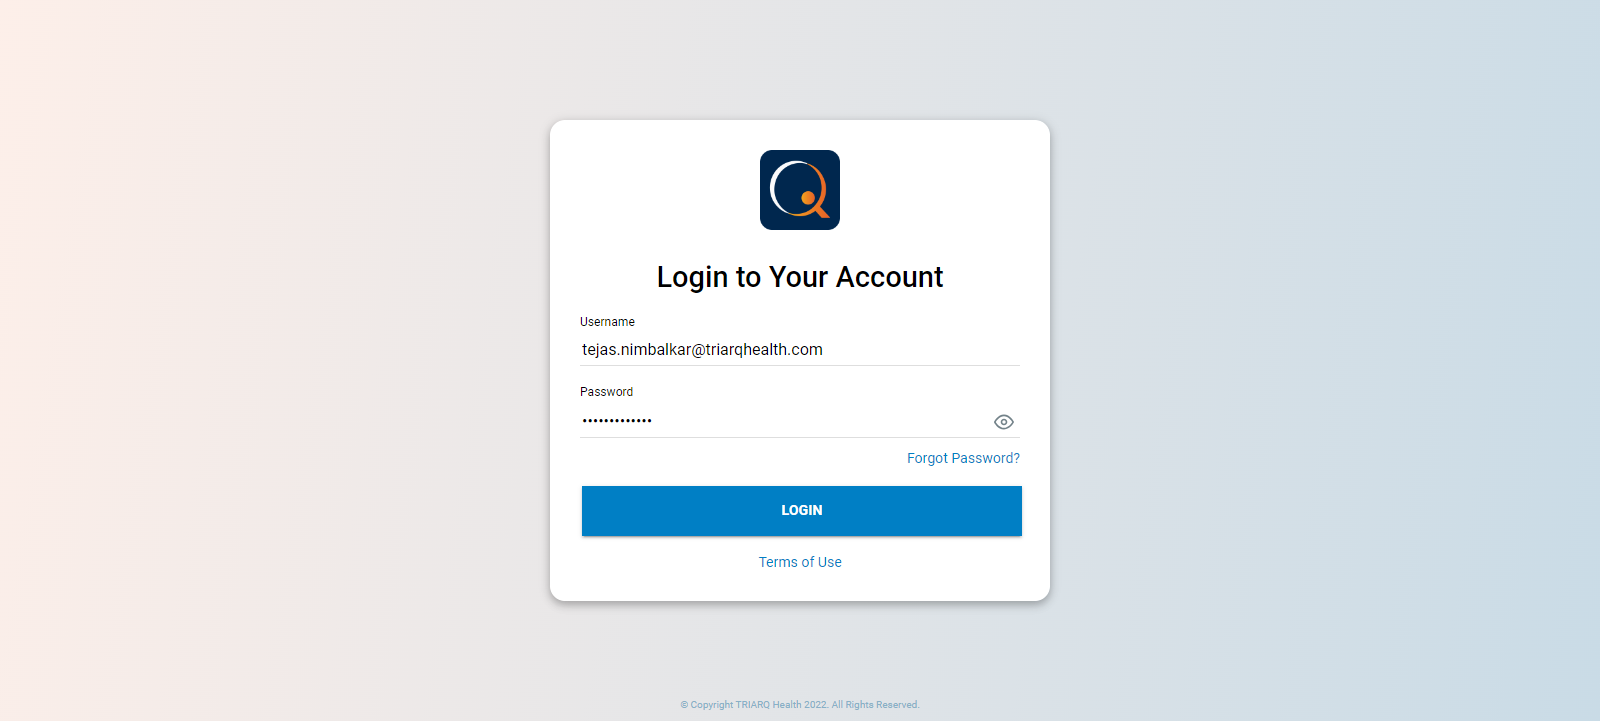 Login to Your Account
Username
tejas.nimbalkar@triarqhealth.com
Password
•••••••••••••
Forgot Password?
LOGIN
Terms of Use
© Copyright TRIARQ Health 2022. All Rights Reserved.